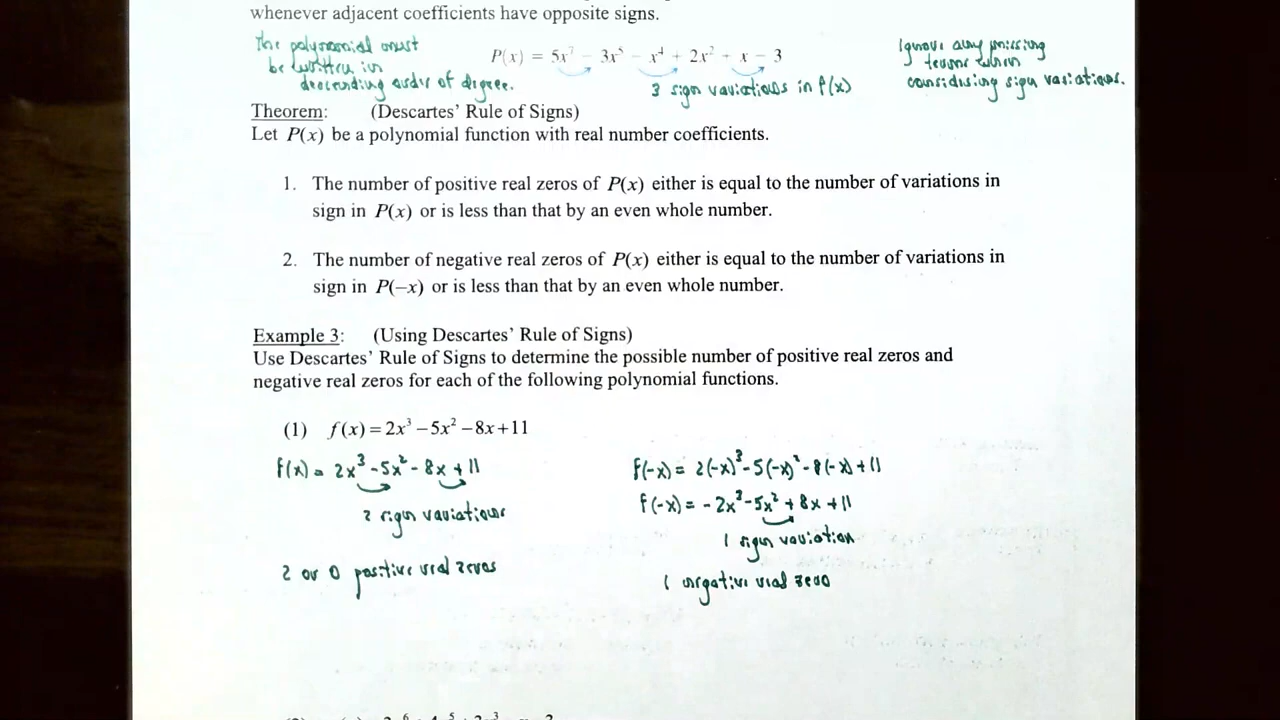 whenever adjacent coefficients have opposite signs.
The polynomial must
be written in
descending order of degree.
P(x) = 5x⁷ − 3x⁵ − x⁴ + 2x² + x − 3
3 sign variations in P(x)
Ignore any missing
terms when
considering sign variations.
Theorem: (Descartes' Rule of Signs)
Let P(x) be a polynomial function with real number coefficients.
1. The number of positive real zeros of P(x) either is equal to the number of variations in
sign in P(x) or is less than that by an even whole number.
2. The number of negative real zeros of P(x) either is equal to the number of variations in
sign in P(−x) or is less than that by an even whole number.
Example 3: (Using Descartes' Rule of Signs)
Use Descartes' Rule of Signs to determine the possible number of positive real zeros and
negative real zeros for each of the following polynomial functions.
(1) f(x) = 2x³ − 5x² − 8x + 11
f(x) = 2x³ - 5x² - 8x + 11
2 sign variations
2 or 0 positive real zeros
f(-x) = 2(-x)³ - 5(-x)² - 8(-x) + 11
f(-x) = -2x³ - 5x² + 8x + 11
1 sign variation
1 negative real zero